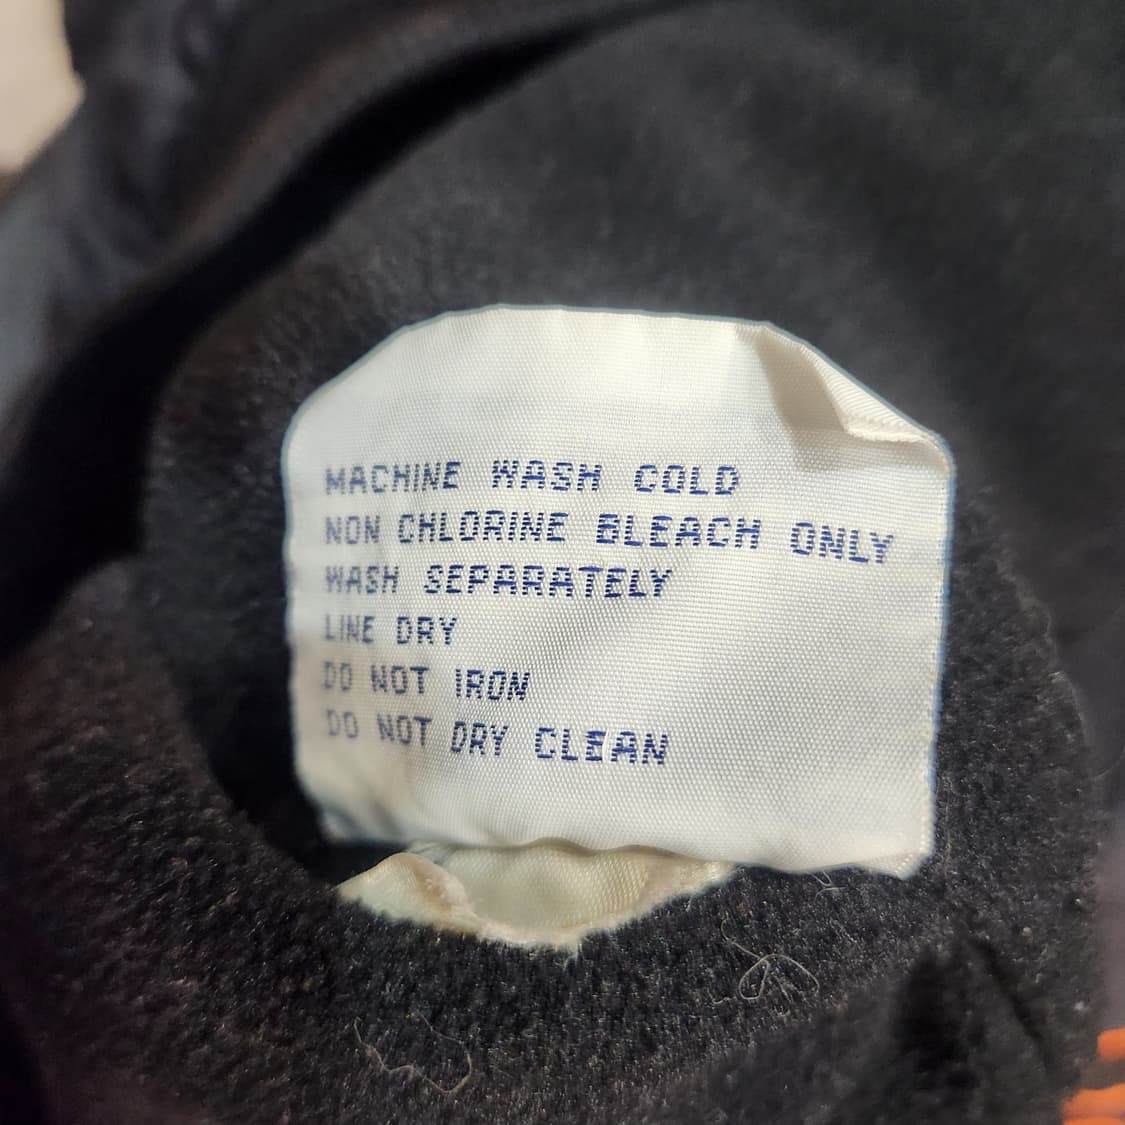 MACHINE WASH COLD
NON CHLORINE BLEACH ONLY
WASH SEPARATELY
LINE DRY
DO NOT IRON
DO NOT DRY CLEAN